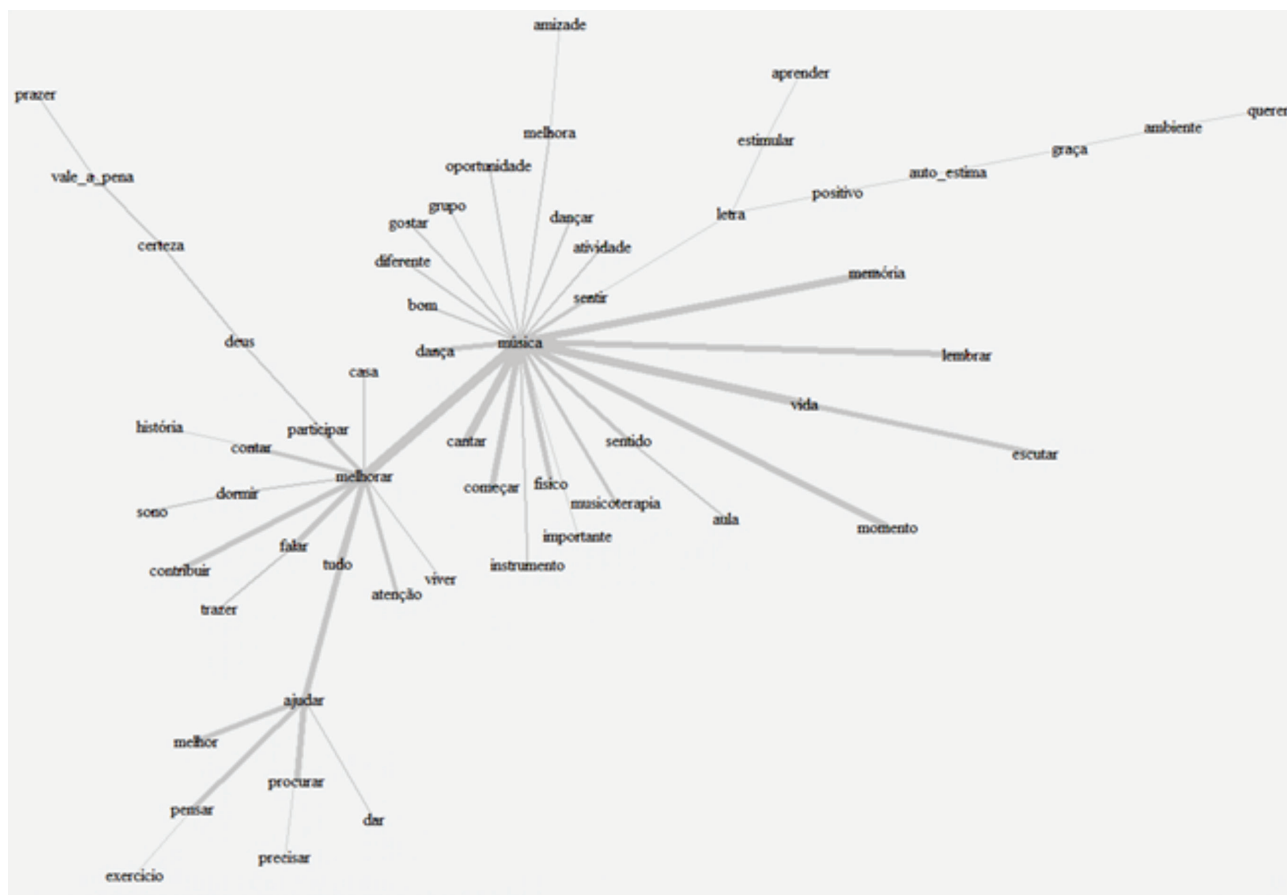 amizade
aprender
prazer
querer
ambiente
melhora
estimular
graça
oportunidade
auto_estima
vale_a_pena
positivo
grupo
letra
dançar
gostar
certeza
atividade
diferente
memória
sentir
bom
deus
música
dança
lembrar
casa
vida
história
participar
cantar
sentido
contar
escutar
melhorar
fisico
começar
dormir
musicoterapia
sono
aula
momento
importante
falar
tudo
instrumento
contribuir
viver
atenção
trazer
ajudar
melhor
procurar
pensar
dar
precisar
exercicio